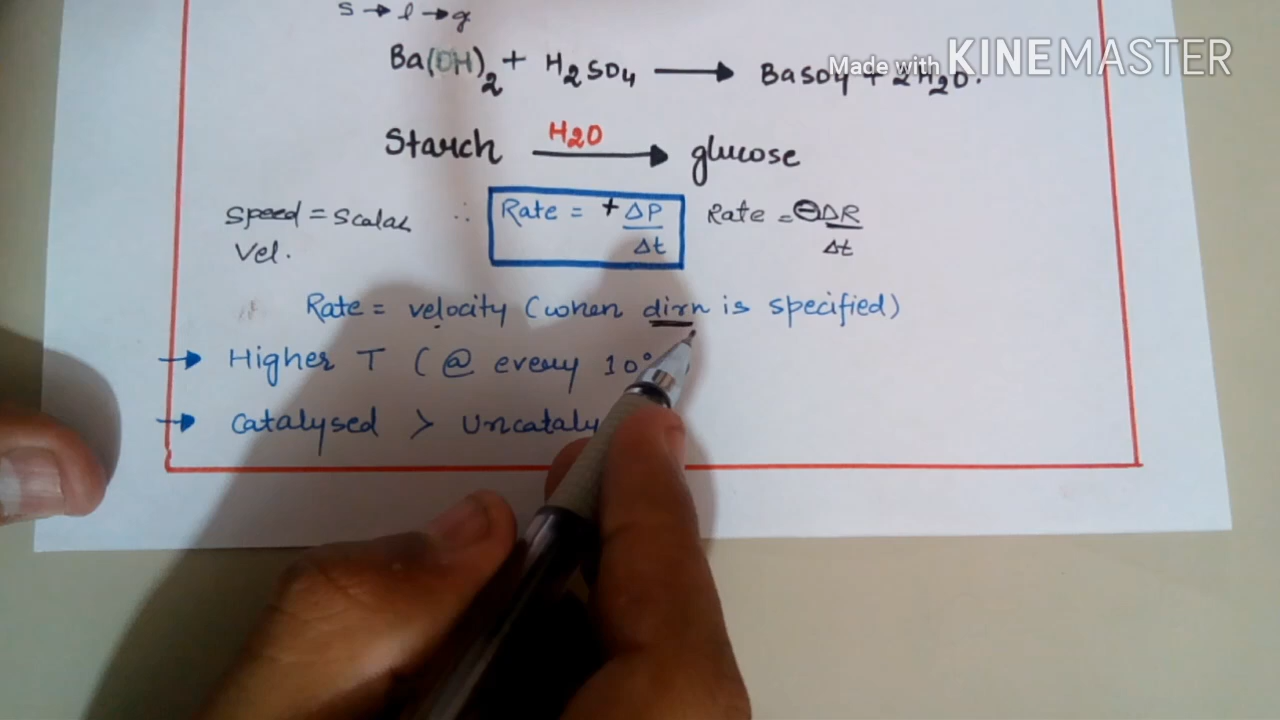 s → l → g
Made with KINEMASTER
Ba(OH)2 + H2SO4 → BaSO4 + 2H2O.
Starch H2O → glucose
Speed = Scalar ∴ Rate = + ΔP/Δt Rate = ⊖ΔR/Δt
Vel.
Rate = velocity (when dirn is specified)
→ Higher T (@ every 10°
→ Catalysed > Uncataly